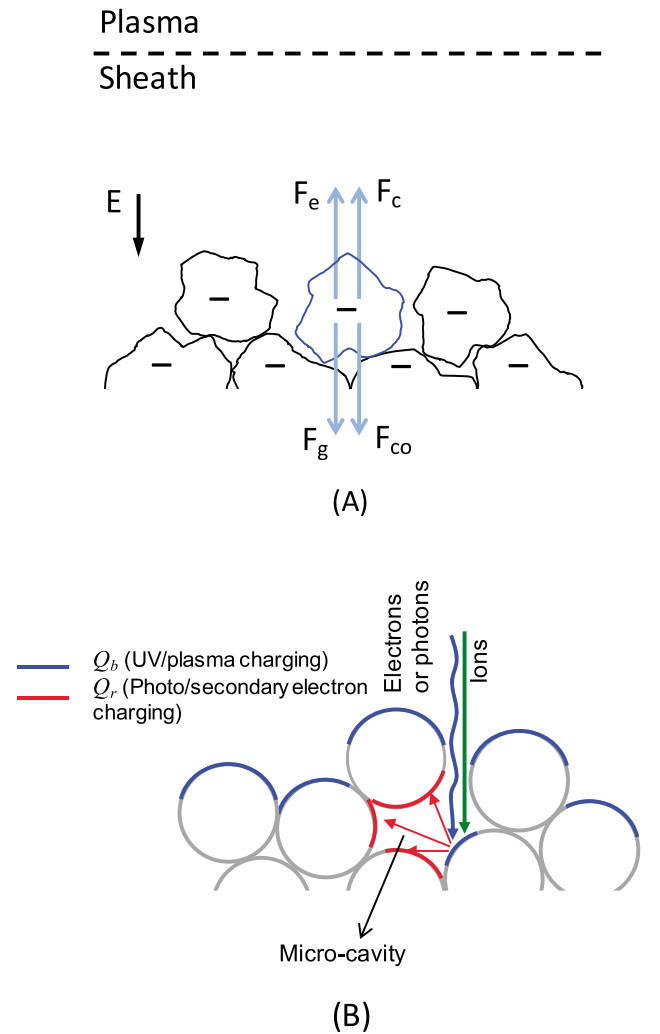 Plasma
Sheath
E
Fe
Fc
−
−
−
−
−
−
−
Fg
Fco
(A)
Electrons
or photons
Ions
Qb (UV/plasma charging)
Qr (Photo/secondary electron
charging)
Micro-cavity
(B)